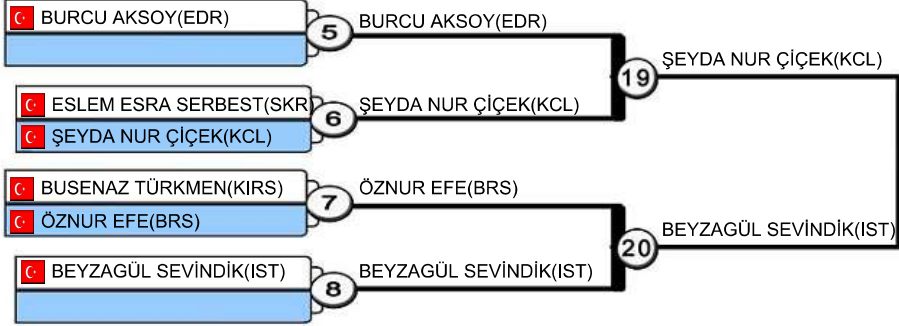 BURCU AKSOY(EDR)
5
BURCU AKSOY(EDR)
19
ŞEYDA NUR ÇİÇEK(KCL)
ESLEM ESRA SERBEST(SKR)
ŞEYDA NUR ÇİÇEK(KCL)
6
ŞEYDA NUR ÇİÇEK(KCL)
BUSENAZ TÜRKMEN(KIRS)
ÖZNUR EFE(BRS)
7
ÖZNUR EFE(BRS)
20
BEYZAGÜL SEVİNDİK(IST)
BEYZAGÜL SEVİNDİK(IST)
8
BEYZAGÜL SEVİNDİK(IST)